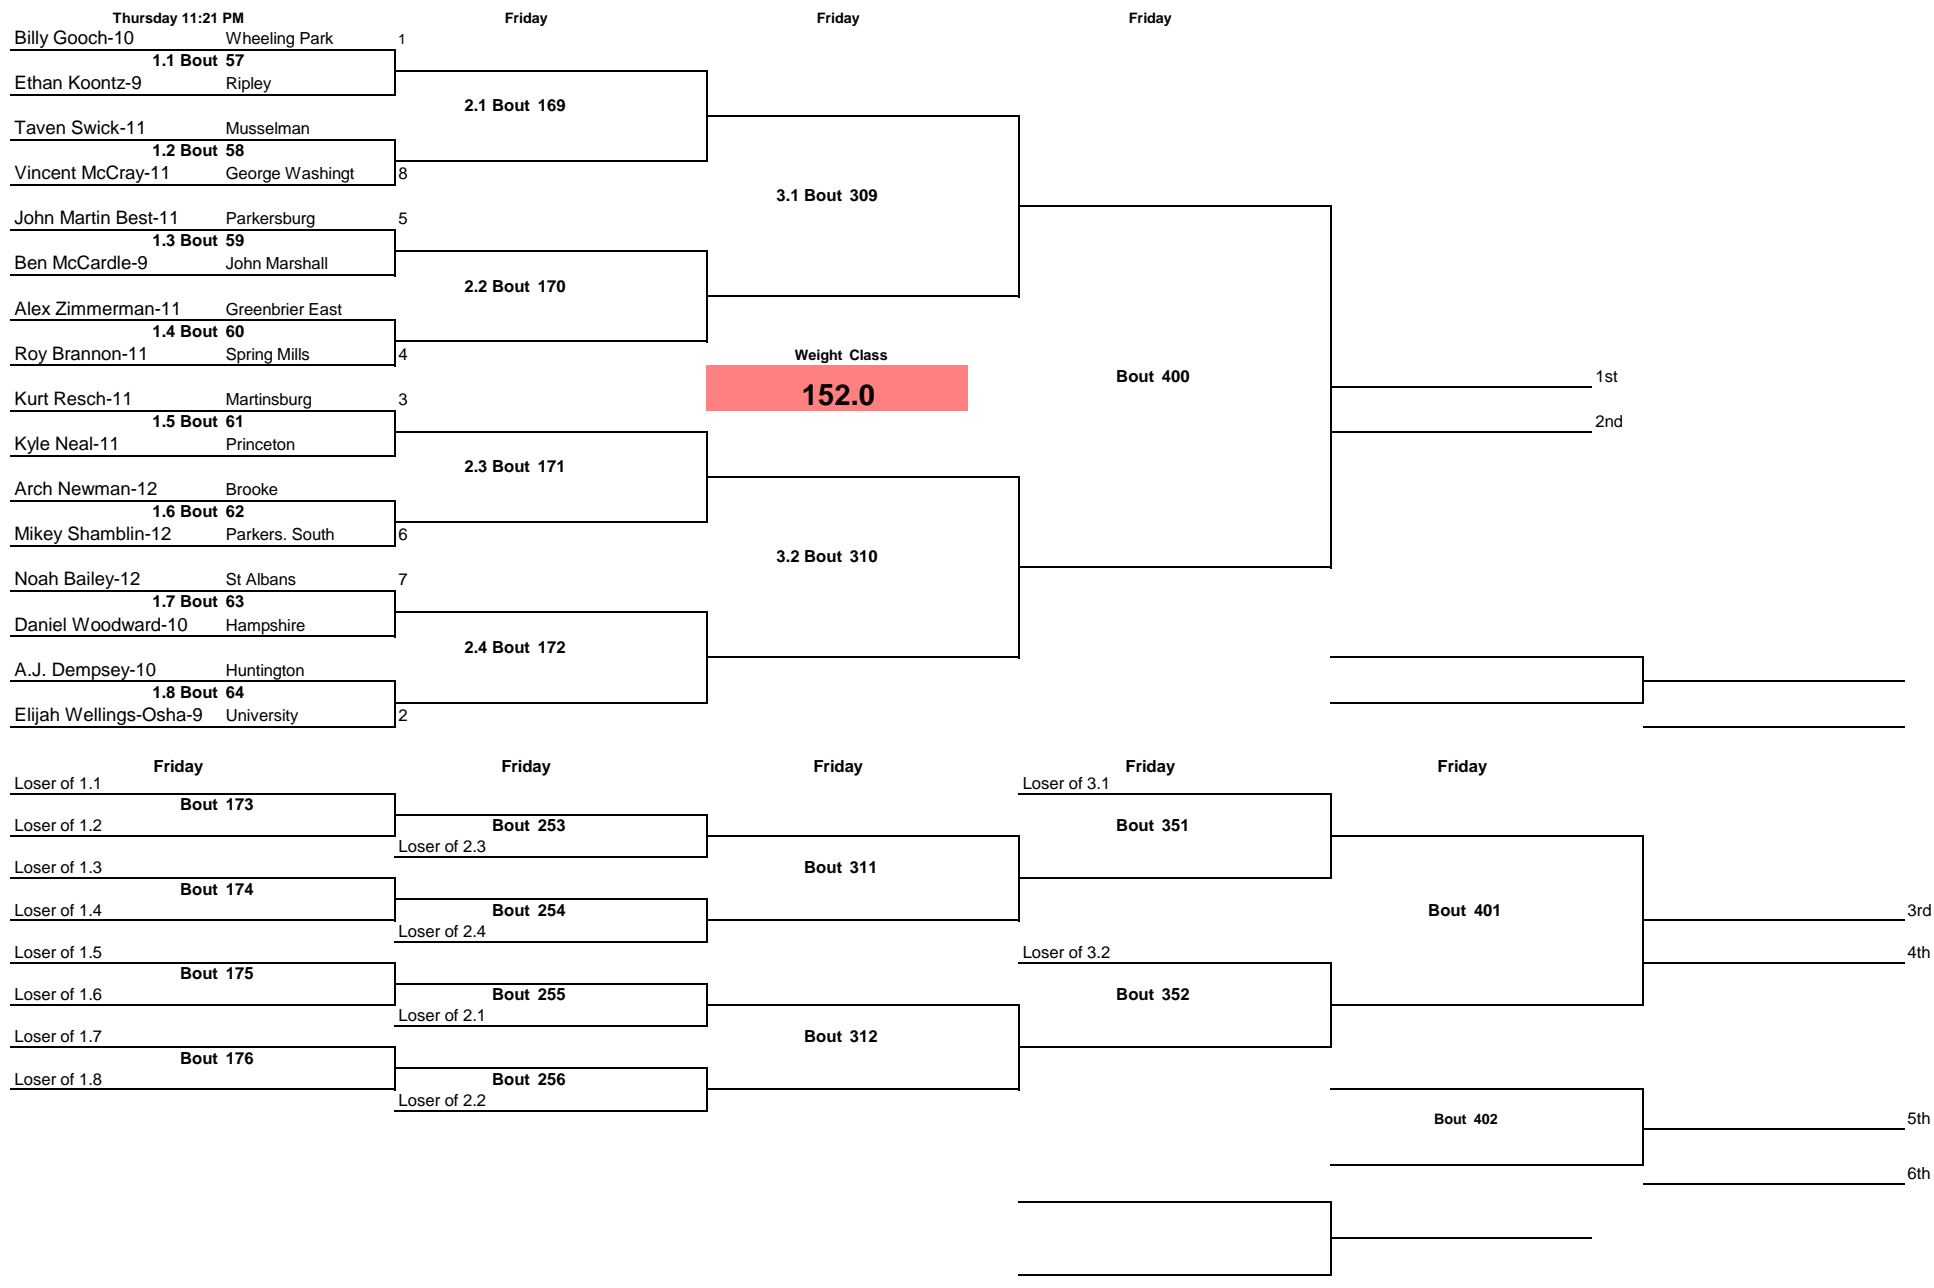 Thursday 11:21 PM Friday Friday Friday
Billy Gooch-10 Wheeling Park 1
1.1 Bout 57
Ethan Koontz-9 Ripley
2.1 Bout 169
Taven Swick-11 Musselman
1.2 Bout 58
Vincent McCray-11 George Washingt 8
3.1 Bout 309
John Martin Best-11 Parkersburg 5
1.3 Bout 59
Ben McCardle-9 John Marshall
2.2 Bout 170
Alex Zimmerman-11 Greenbrier East
1.4 Bout 60
Roy Brannon-11 Spring Mills 4
Weight Class
Bout 400
1st
152.0
Kurt Resch-11 Martinsburg 3
1.5 Bout 61
2nd
Kyle Neal-11 Princeton
2.3 Bout 171
Arch Newman-12 Brooke
1.6 Bout 62
Mikey Shamblin-12 Parkers. South 6
3.2 Bout 310
Noah Bailey-12 St Albans 7
1.7 Bout 63
Daniel Woodward-10 Hampshire
2.4 Bout 172
A.J. Dempsey-10 Huntington
1.8 Bout 64
Elijah Wellings-Osha-9 University 2
Friday Friday Friday Friday Friday
Loser of 1.1 Loser of 3.1
Bout 173
Loser of 1.2 Bout 253 Bout 351
Loser of 2.3
Loser of 1.3 Bout 311
Bout 174
Loser of 1.4 Bout 254 Bout 401 3rd
Loser of 2.4
Loser of 1.5 Loser of 3.2 4th
Bout 175
Loser of 1.6 Bout 255 Bout 352
Loser of 2.1
Loser of 1.7 Bout 312
Bout 176
Loser of 1.8 Bout 256
Loser of 2.2
Bout 402 5th
6th